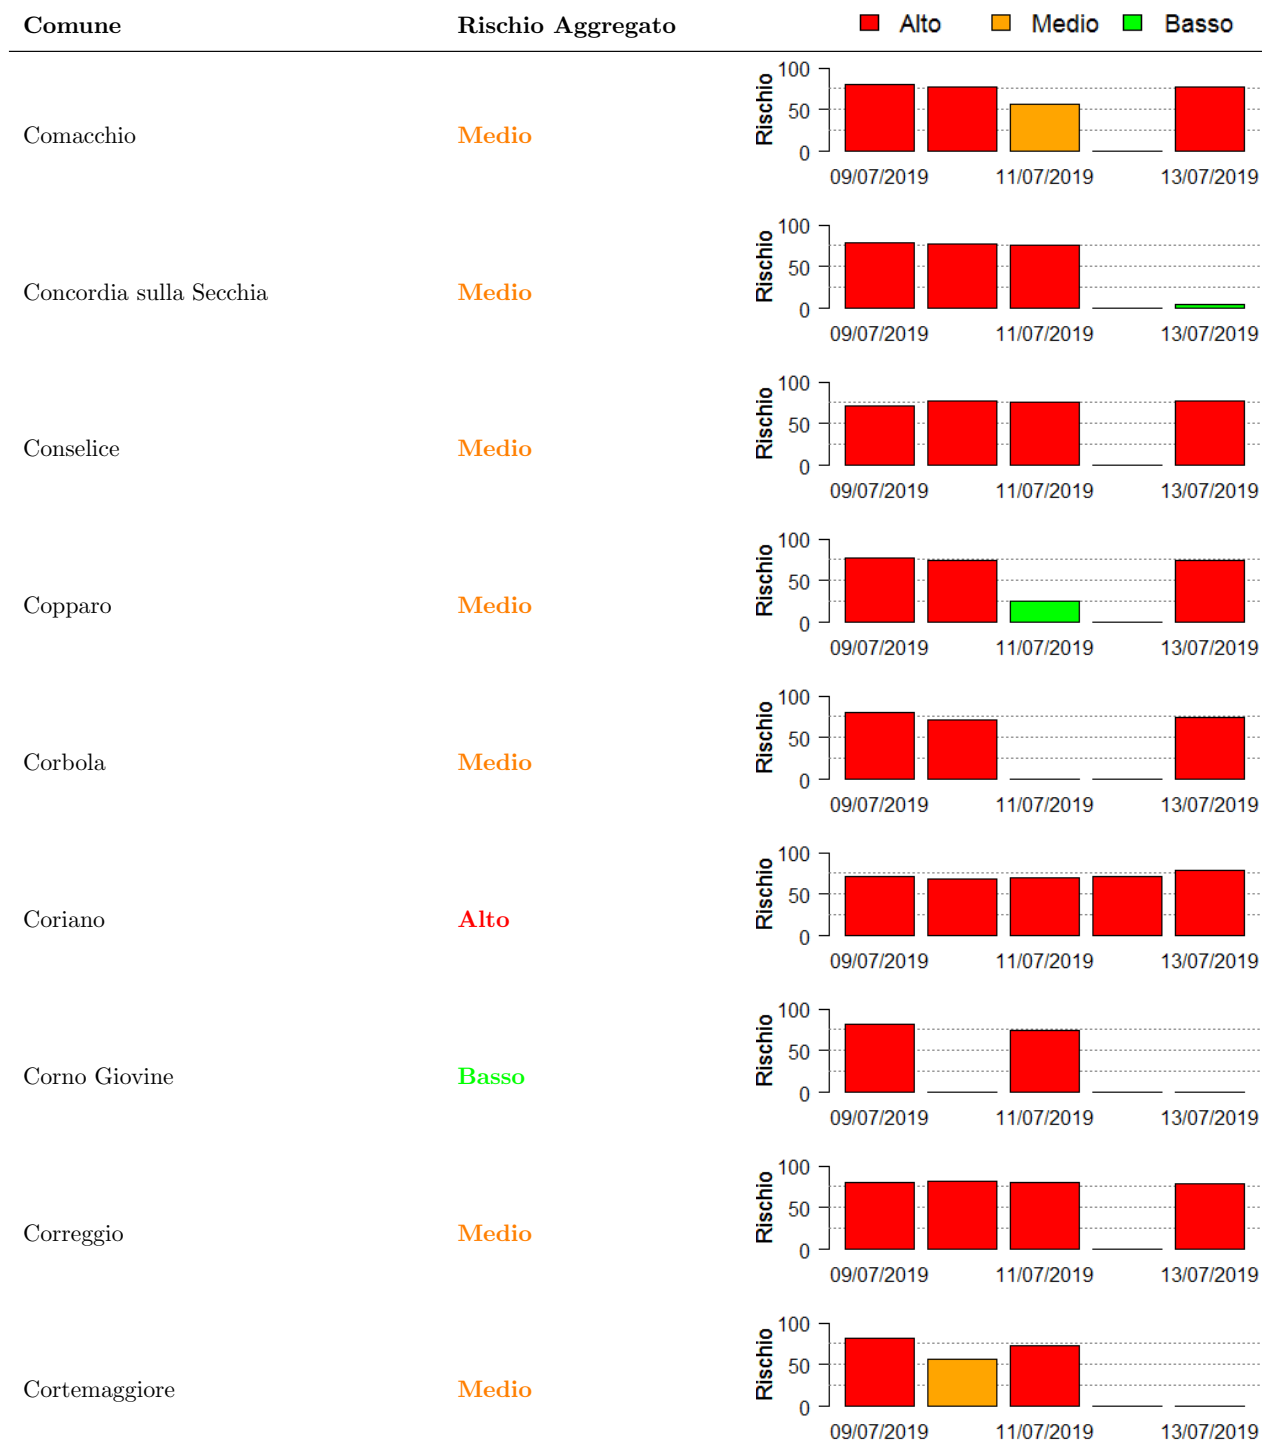 Comune Rischio Aggregato Alto Medio Basso
Comacchio Medio Rischio 100 50 0
09/07/2019 11/07/2019 13/07/2019
Concordia sulla Secchia Medio Rischio 100 50 0
09/07/2019 11/07/2019 13/07/2019
Conselice Medio Rischio 100 50 0
09/07/2019 11/07/2019 13/07/2019
Copparo Medio Rischio 100 50 0
09/07/2019 11/07/2019 13/07/2019
Corbola Medio Rischio 100 50 0
09/07/2019 11/07/2019 13/07/2019
Coriano Alto Rischio 100 50 0
09/07/2019 11/07/2019 13/07/2019
Corno Giovine Basso Rischio 100 50 0
09/07/2019 11/07/2019 13/07/2019
Correggio Medio Rischio 100 50 0
09/07/2019 11/07/2019 13/07/2019
Cortemaggiore Medio Rischio 100 50 0
09/07/2019 11/07/2019 13/07/2019